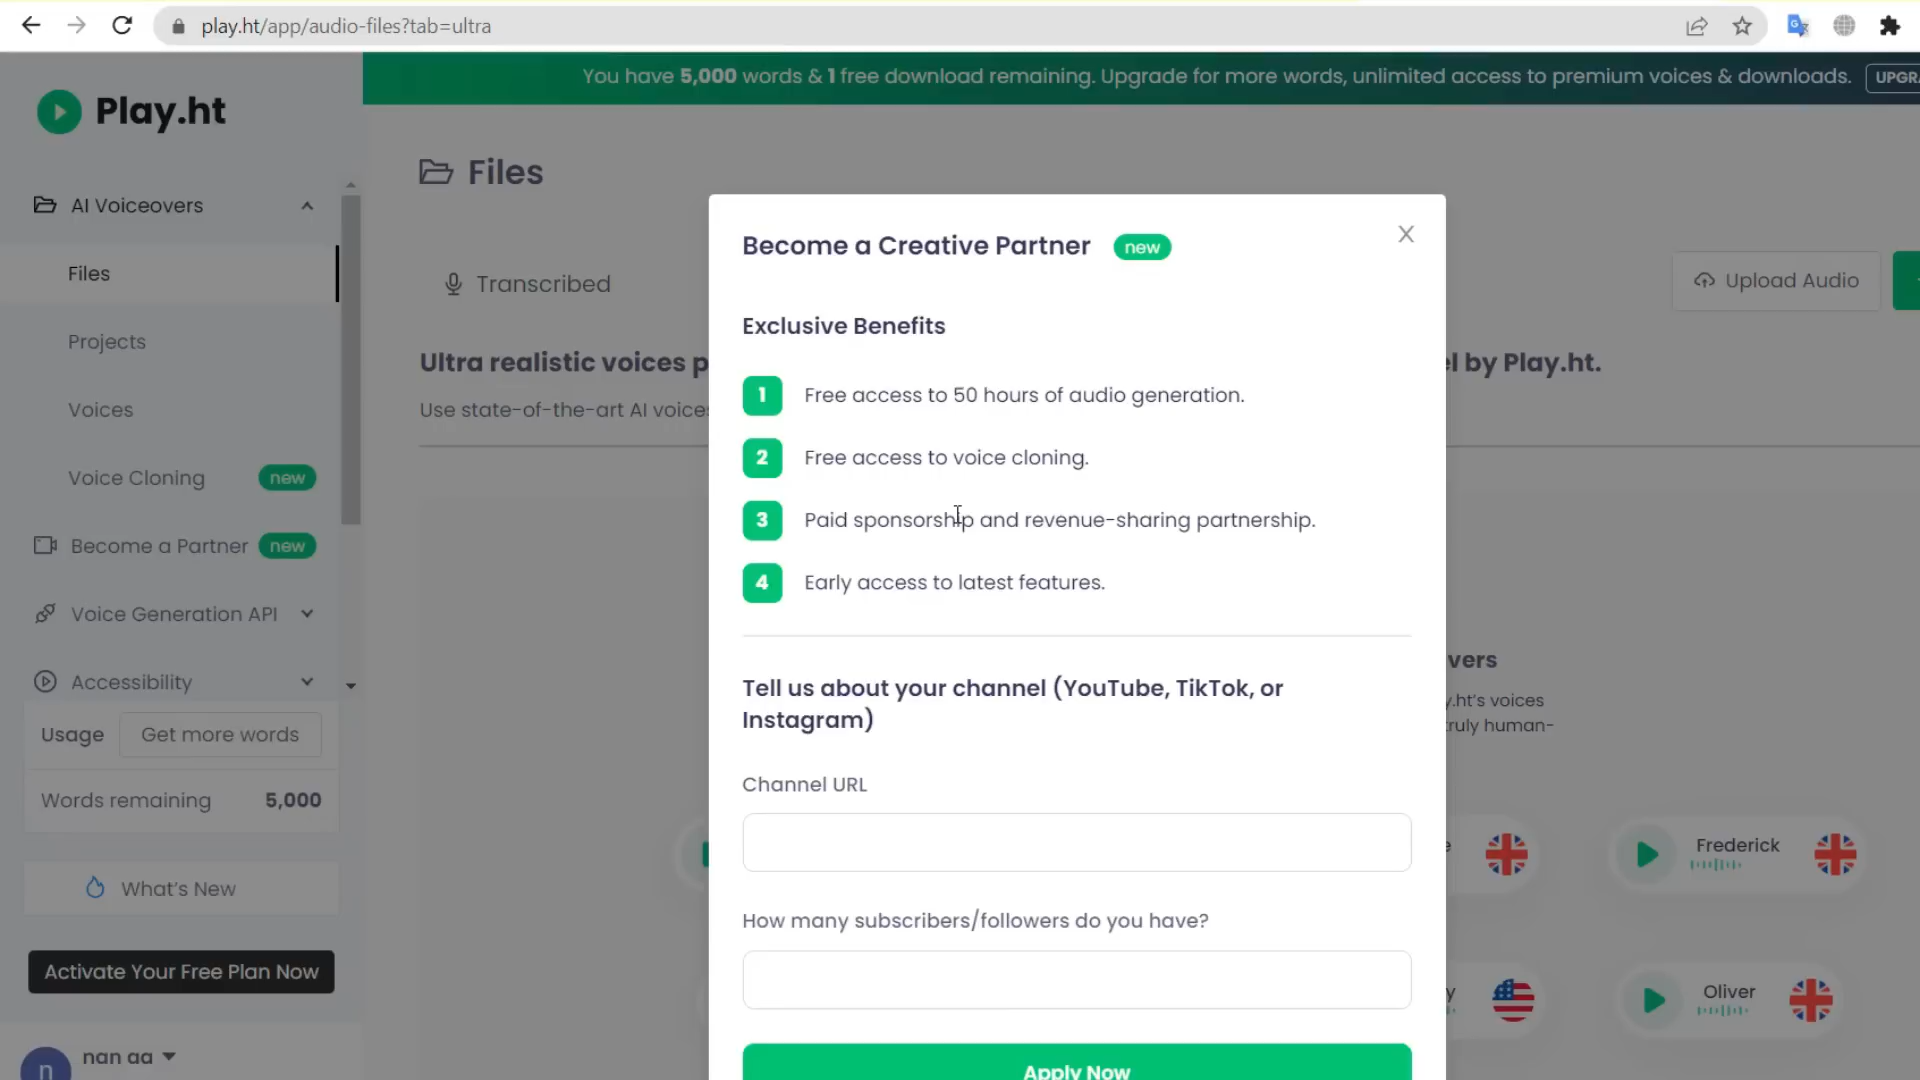 play.ht/app/audio-files?tab=ultra
You have 5,000 words & 1 free download remaining. Upgrade for more words, unlimited access to premium voices & downloads.
Play.ht
AI Voiceovers
Files
Projects
Voices
Voice Cloning new
Become a Partner new
Voice Generation API
Accessibility
Usage Get more words
Words remaining 5,000
What's New
Activate Your Free Plan Now
n nan aa
Files
Transcribed
Upload Audio
Ultra realistic voices
by Play.ht.
Use state-of-the-art AI
Become a Creative Partner new
X
Exclusive Benefits
1 Free access to 50 hours of audio generation.
2 Free access to voice cloning.
3 Paid sponsorship and revenue-sharing partnership.
4 Early access to latest features.
Tell us about your channel (YouTube, TikTok, or
Instagram)
Channel URL
How many subscribers/followers do you have?
Apply Now
voices
human-
Frederick
Oliver